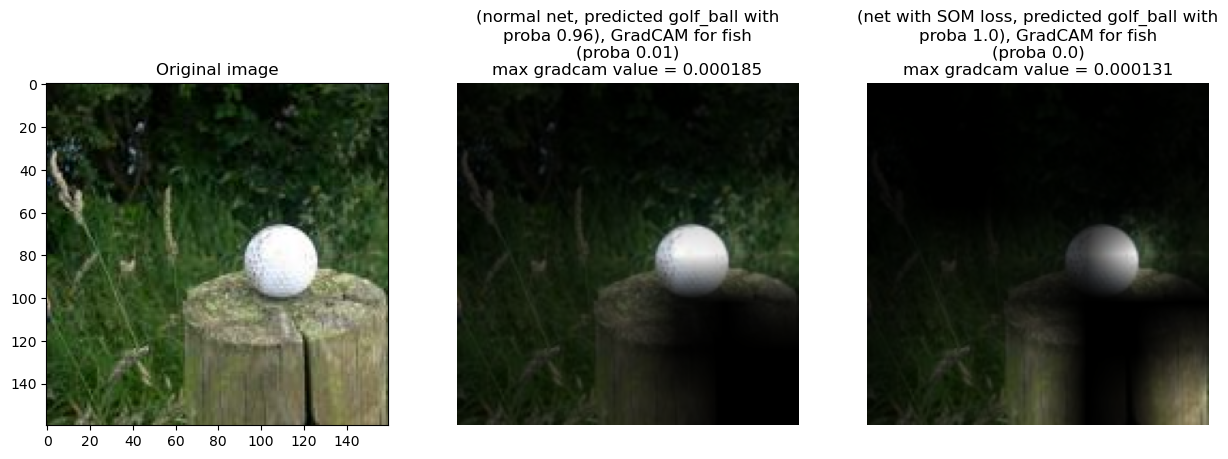 Original image
(normal net, predicted golf_ball with
proba 0.96), GradCAM for fish
(proba 0.01)
max gradcam value = 0.000185
(net with SOM loss, predicted golf_ball with
proba 1.0), GradCAM for fish
(proba 0.0)
max gradcam value = 0.000131
0
20
40
60
80
100
120
140
0 20 40 60 80 100 120 140